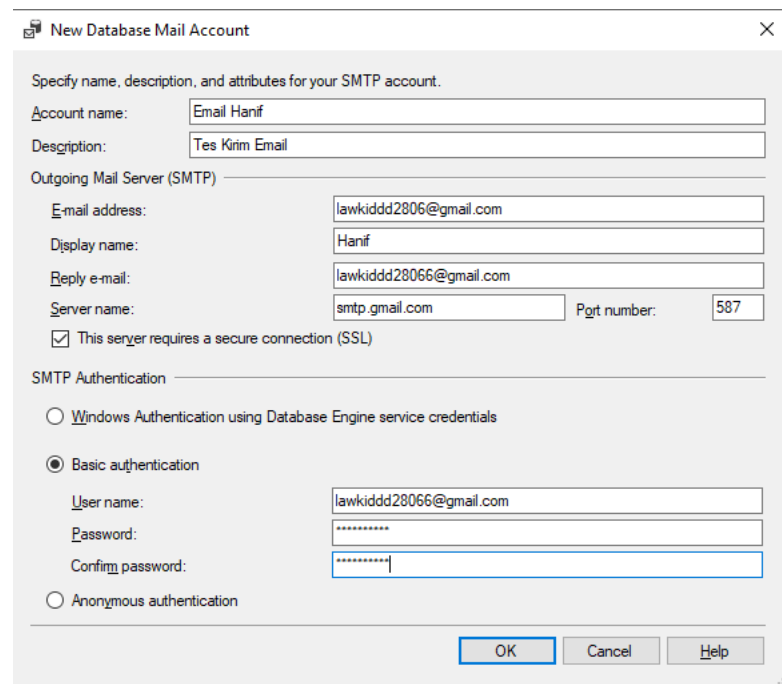 New Database Mail Account
Specify name, description, and attributes for your SMTP account.
Account name: Email Hanif
Description: Tes Kirim Email
Outgoing Mail Server (SMTP)
E-mail address: lawkiddd2806@gmail.com
Display name: Hanif
Reply e-mail: lawkiddd28066@gmail.com
Server name: smtp.gmail.com Port number: 587
This server requires a secure connection (SSL)
SMTP Authentication
Windows Authentication using Database Engine service credentials
Basic authentication
User name: lawkiddd28066@gmail.com
Password: **********
Confirm password: **********
Anonymous authentication
OK Cancel Help